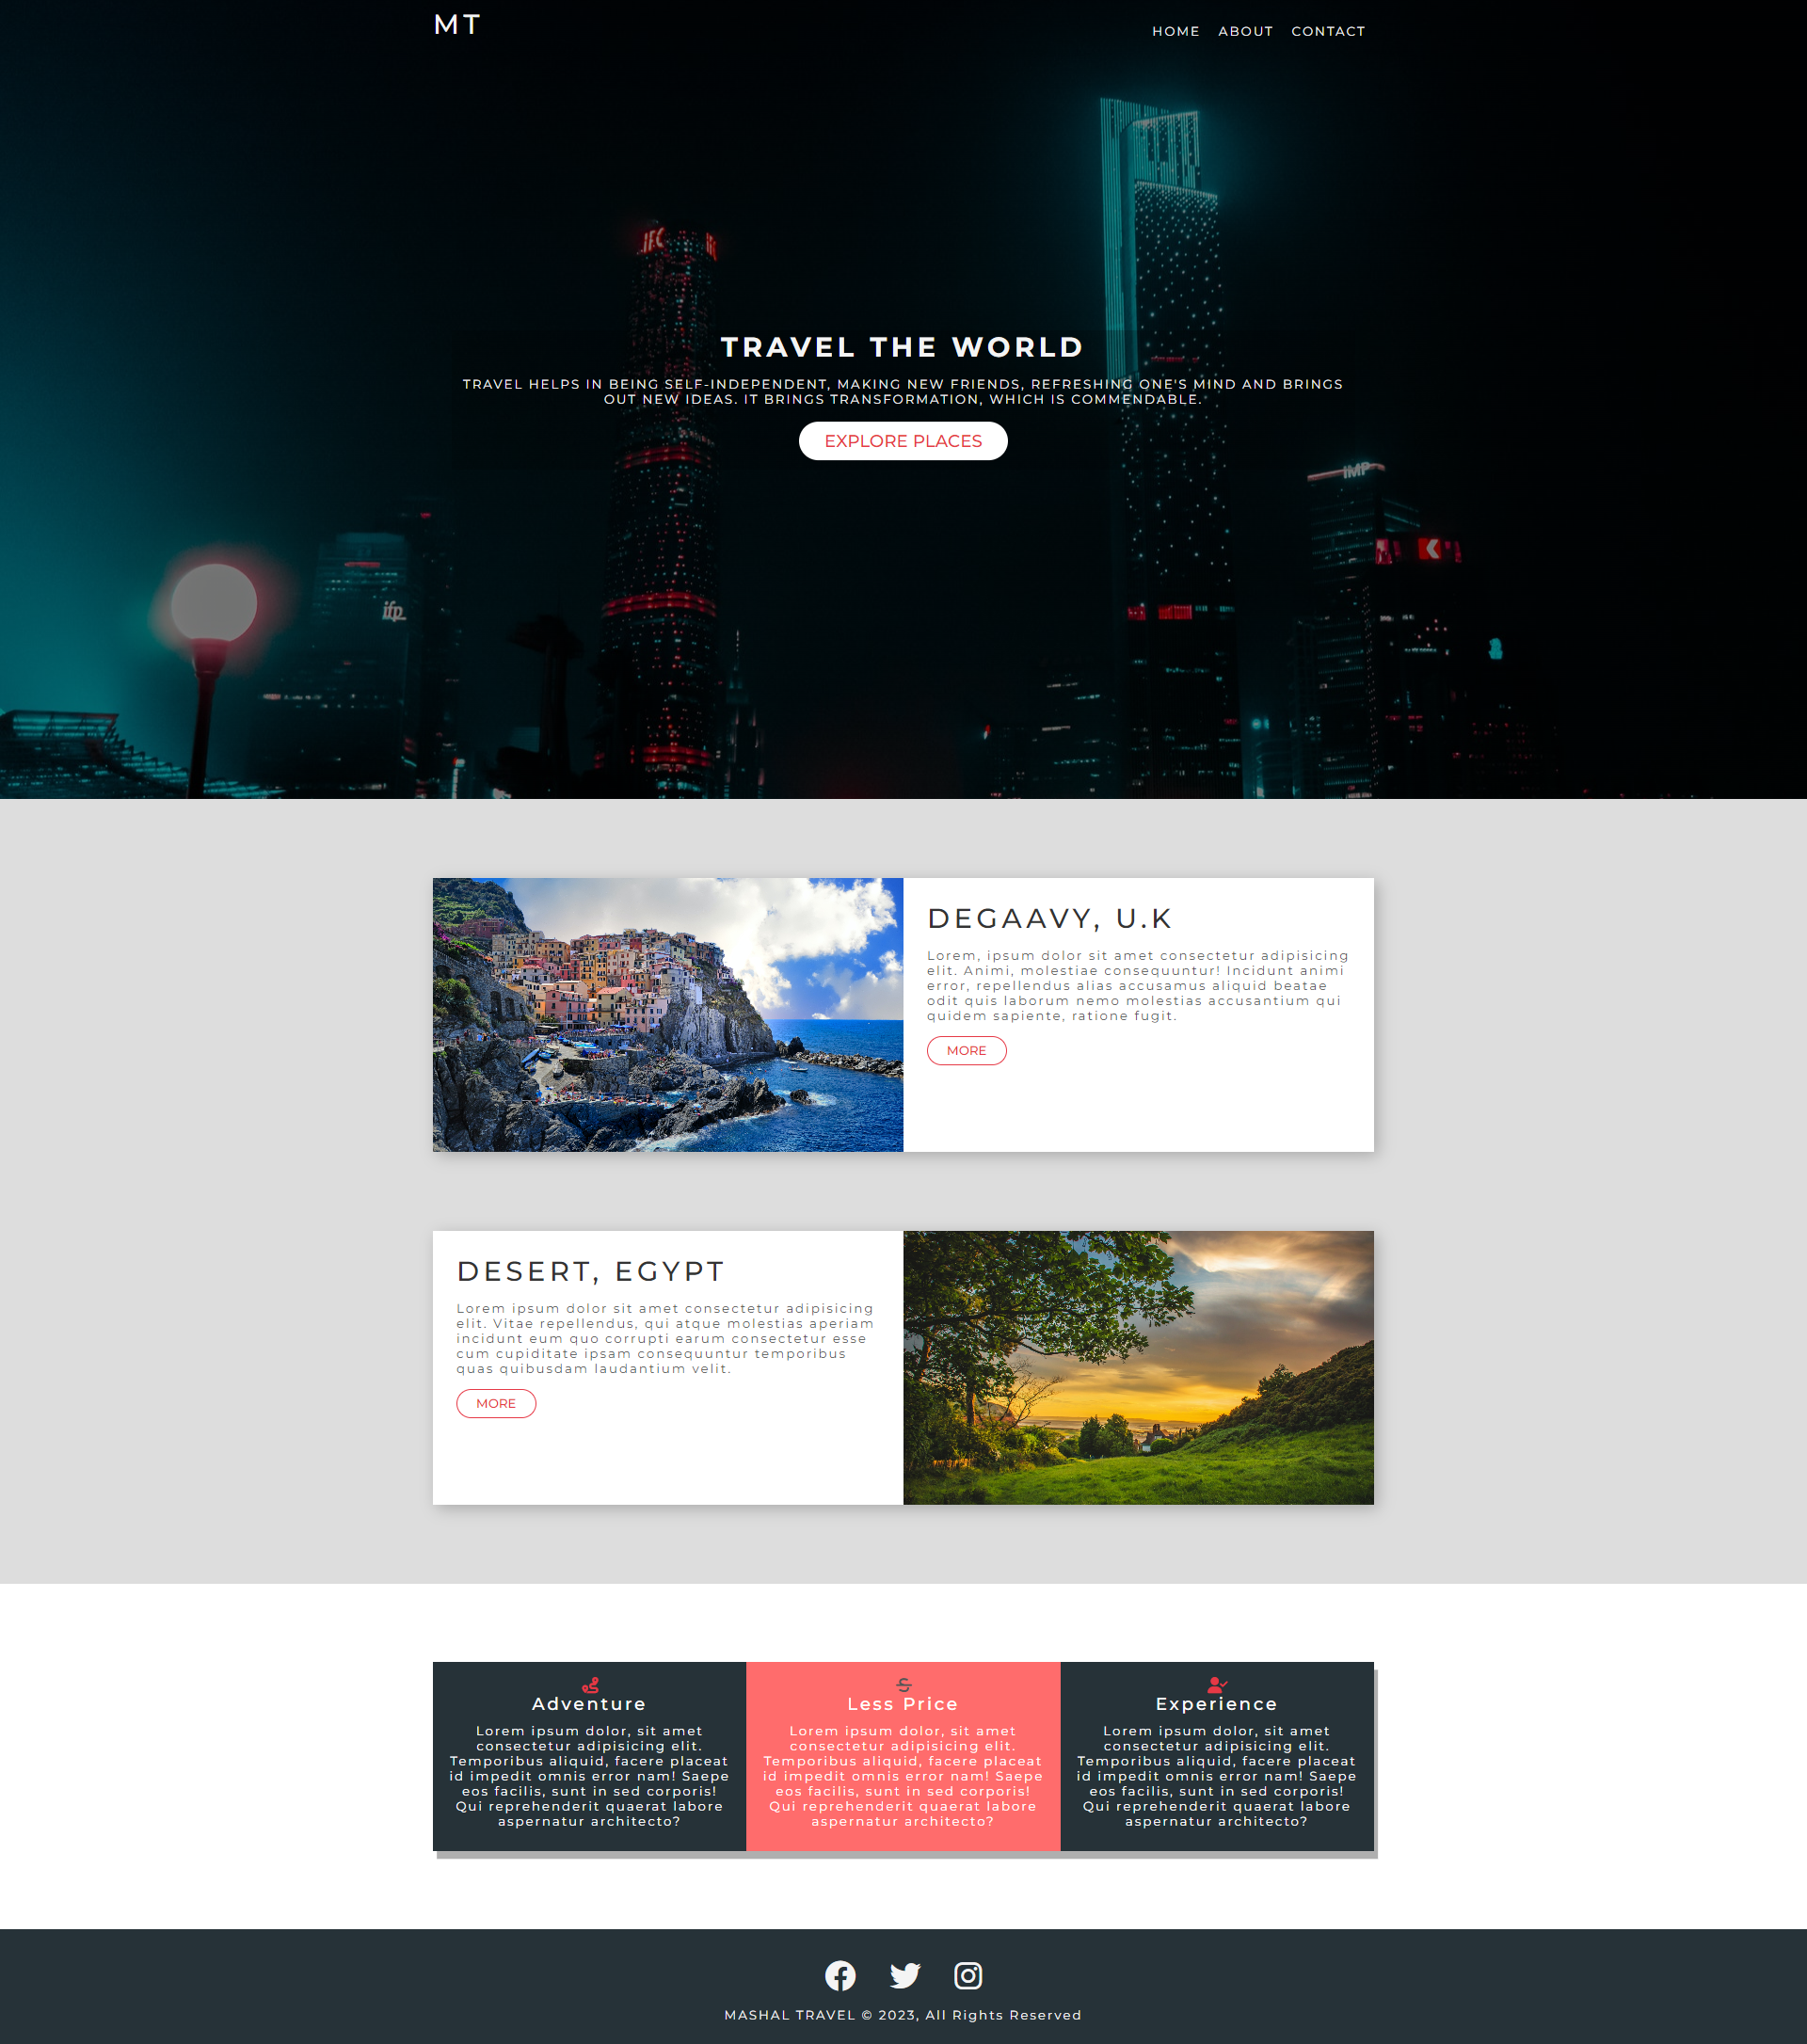 MT
HOME ABOUT CONTACT
IFC
TRAVEL THE WORLD
TRAVEL HELPS IN BEING SELF-INDEPENDENT, MAKING NEW FRIENDS, REFRESHING ONE'S MIND AND BRINGS
OUT NEW IDEAS. IT BRINGS TRANSFORMATION, WHICH IS COMMENDABLE.
EXPLORE PLACES
IMP
ifp
DEGAAVY, U.K
Lorem, ipsum dolor sit amet consectetur adipisicing
elit. Animi, molestiae consequuntur! Incidunt animi
error, repellendus alias accusamus aliquid beatae
odit quis laborum nemo molestias accusantium qui
quidem sapiente, ratione fugit.
MORE
DESERT, EGYPT
Lorem ipsum dolor sit amet consectetur adipisicing
elit. Vitae repellendus, qui atque molestias aperiam
incidunt eum quo corrupti earum consectetur esse
cum cupiditate ipsam consequuntur temporibus
quas quibusdam laudantium velit.
MORE
Adventure
Lorem ipsum dolor, sit amet
consectetur adipisicing elit.
Temporibus aliquid, facere placeat
id impedit omnis error nam! Saepe
eos facilis, sunt in sed corporis!
Qui reprehenderit quaerat labore
aspernatur architecto?
Less Price
Lorem ipsum dolor, sit amet
consectetur adipisicing elit.
Temporibus aliquid, facere placeat
id impedit omnis error nam! Saepe
eos facilis, sunt in sed corporis!
Qui reprehenderit quaerat labore
aspernatur architecto?
Experience
Lorem ipsum dolor, sit amet
consectetur adipisicing elit.
Temporibus aliquid, facere placeat
id impedit omnis error nam! Saepe
eos facilis, sunt in sed corporis!
Qui reprehenderit quaerat labore
aspernatur architecto?
MASHAL TRAVEL © 2023, All Rights Reserved